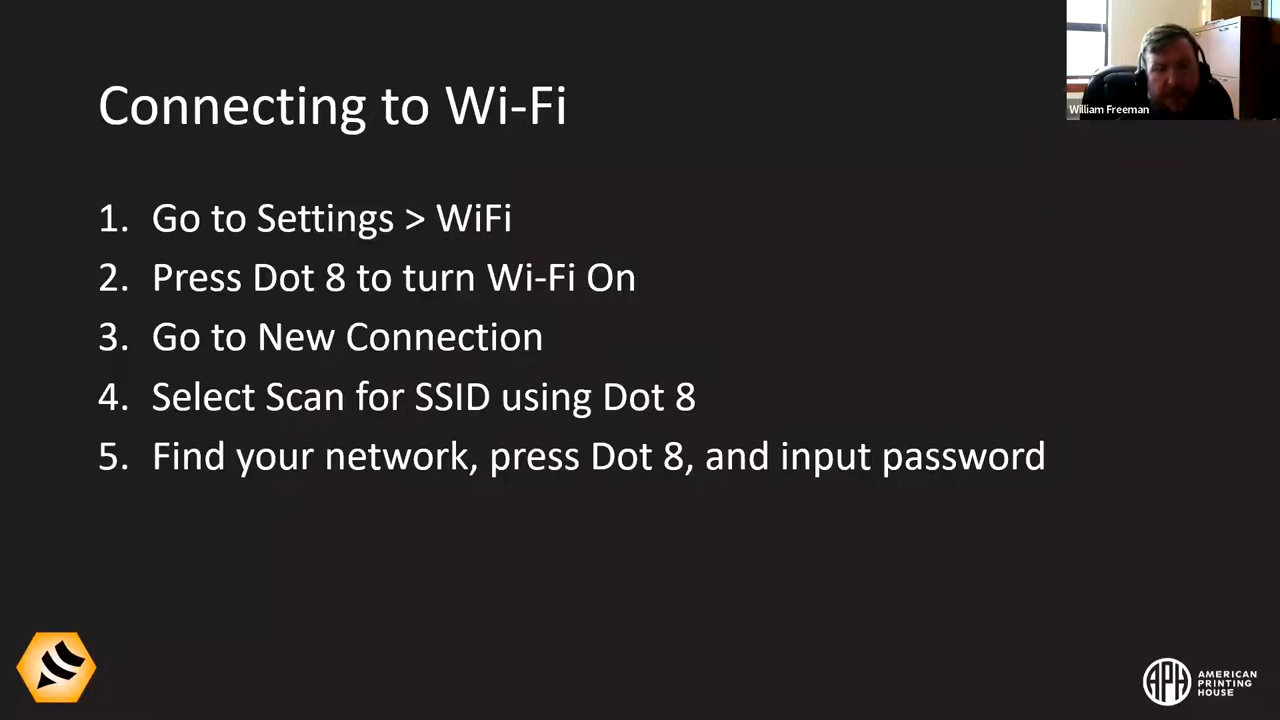 William Freeman
Connecting to Wi-Fi
1. Go to Settings > WiFi
2. Press Dot 8 to turn Wi-Fi On
3. Go to New Connection
4. Select Scan for SSID using Dot 8
5. Find your network, press Dot 8, and input password
APH
AMERICAN
PRINTING
HOUSE